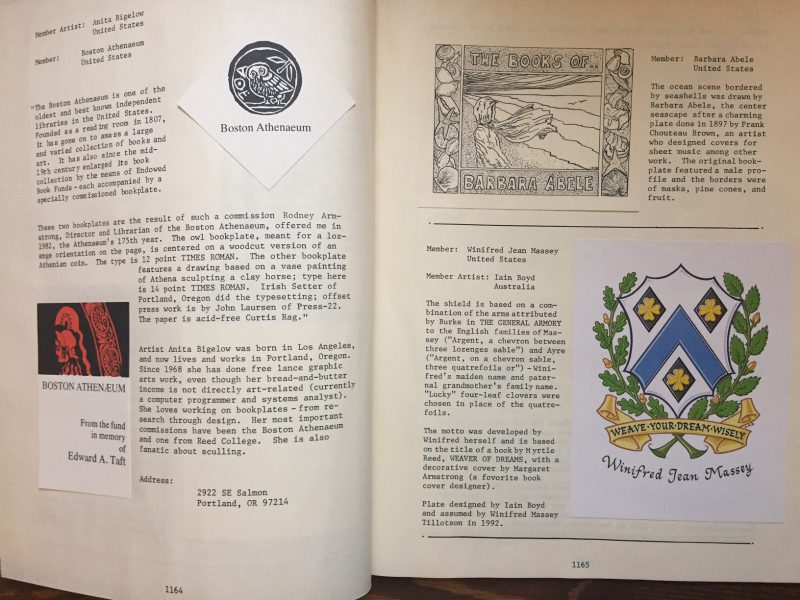 Member Artist: Anita Bigelow
United States
Member: Boston Athenaeum
United States
"The Boston Athenaeum is one of the
oldest and best known independent
libraries in the United States.
Founded as a reading room in 1807,
it has gone on to amass a large
and varied collection of books and
art. It has also since the mid-
19th century enlarged its book
collection by the means of Endowed
Book Funds - each accompanied by a
specially commissioned bookplate.
Boston Athenaeum
These two bookplates are the result of such a commission Rodney Arm-
strong, Director and Librarian of the Boston Athenaeum, offered me in
1982, the Athenaeum's 175th year. The owl bookplate, meant for a loz-
enge orientation on the page, is centered on a woodcut version of an
Athenian coin. The type is 12 point TIMES ROMAN. The other bookplate
features a drawing based on a vase painting
of Athena sculpting a clay horse; type here
is 14 point TIMES ROMAN. Irish Setter of
Portland, Oregon did the typesetting; offset
press work is by John Laursen of Press-22.
The paper is acid-free Curtis Rag."
BOSTON ATHENÆUM
From the fund
in memory
of
Edward A. Taft
Artist Anita Bigelow was born in Los Angeles,
and now lives and works in Portland, Oregon.
Since 1968 she has done free lance graphic
arts work, even though her bread-and-butter
income is not directly art-related (currently
a computer programmer and systems analyst).
She loves working on bookplates - from re-
search through design. Her most important
commissions have been the Boston Athenaeum
and one from Reed College. She is also
fanatic about sculling.
Address:
2922 SE Salmon
Portland, OR 97214
1164
THE BOOKS OF..
BARBARA ABELE
Member: Barbara Abele
United States
The ocean scene bordered
by seashells was drawn by
Barbara Abele, the center
seascape after a charming
plate done in 1897 by Frank
Chouteau Brown, an artist
who designed covers for
sheet music among other
work. The original book-
plate featured a male pro-
file and the borders were
of masks, pine cones, and
fruit.
Member: Winifred Jean Massey
United States
Member Artist: Iain Boyd
Australia
The shield is based on a com-
bination of the arms attributed
by Burke in THE GENERAL ARMORY
to the English families of Mas-
sey ("Argent, a chevron between
three lozenges sable") and Ayre
("Argent, on a chevron sable,
three quatrefoils or") - Wini-
fred's maiden name and pater-
nal grandmother's family name.
"Lucky" four-leaf clovers were
chosen in place of the quatre-
foils.
The motto was developed by
Winifred herself and is based
on the title of a book by Myrtle
Reed, WEAVER OF DREAMS, with a
decorative cover by Margaret
Armstrong (a fovorite book
cover designer).
Plate designed by Iain Boyd
and assumed by Winifred Massey
Tillotson in 1992.
WEAVE·YOUR·DREAM·WISELY
Winifred Jean Massey
1165